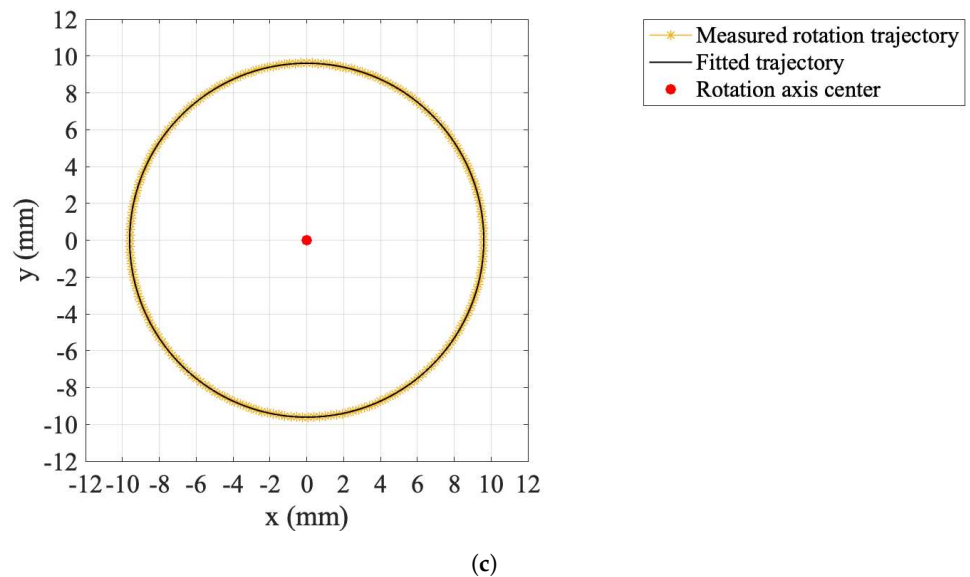 12
10
8
6
4
2
0
-2
-4
-6
-8
-10
-12
y (mm)
-12 -10 -8 -6 -4 -2 0 2 4 6 8 10 12
x (mm)
Measured rotation trajectory
Fitted trajectory
Rotation axis center
(c)